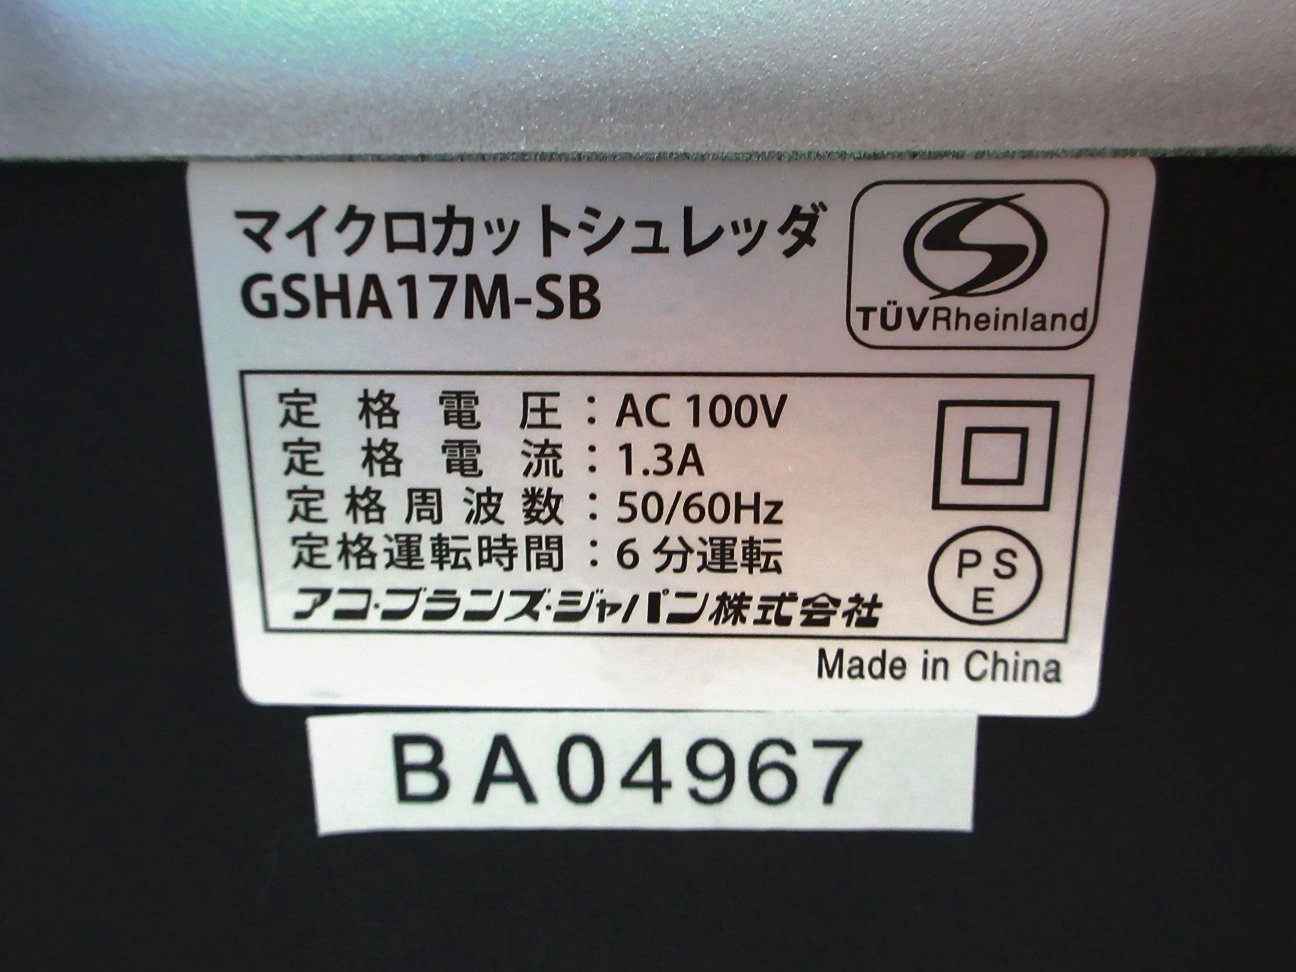 マイクロカットシュレッダ
GSHA17M-SB
TÜVRheinland
定格電圧：AC 100V
定格電流：1.3A
定格周波数：50/60Hz
定格運転時間：6 分運転
アコ・ブランズ・ジャパン株式会社
PSE
Made in China
BA04967